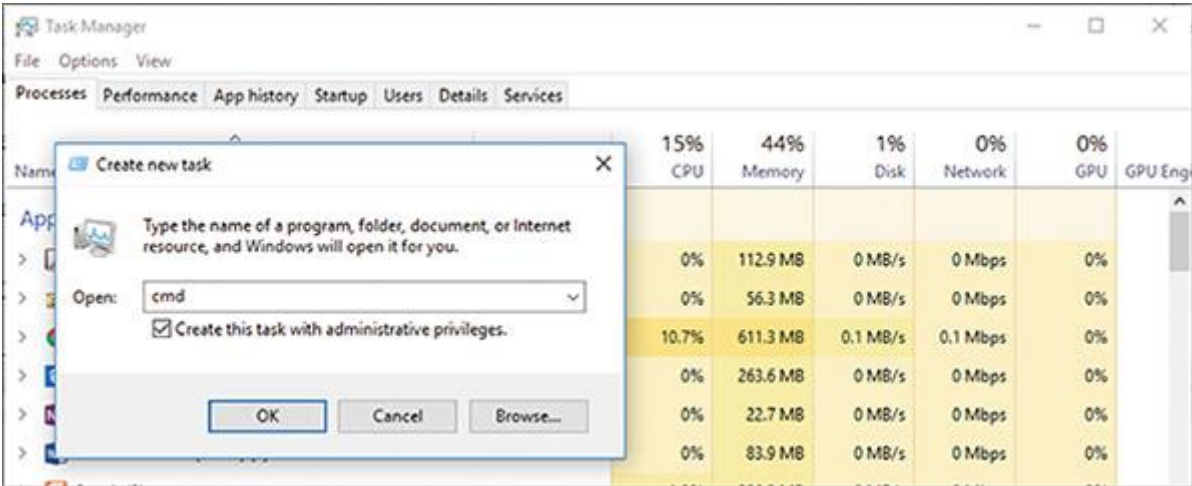 Task Manager
File Options View
Processes Performance App history Startup Users Details Services
15% 44% 1% 0% 0%
Name CPU Memory Disk Network GPU GPU Engi
Create new task
Type the name of a program, folder, document, or Internet
resource, and Windows will open it for you.
Open: cmd
Create this task with administrative privileges.
OK Cancel Browse...
App
0% 112.9 MB 0 MB/s 0 Mbps 0%
0% 56.3 MB 0 MB/s 0 Mbps 0%
10.7% 611.3 MB 0.1 MB/s 0.1 Mbps 0%
0% 263.6 MB 0 MB/s 0 Mbps 0%
0% 22.7 MB 0 MB/s 0 Mbps 0%
0% 83.9 MB 0 MB/s 0 Mbps 0%